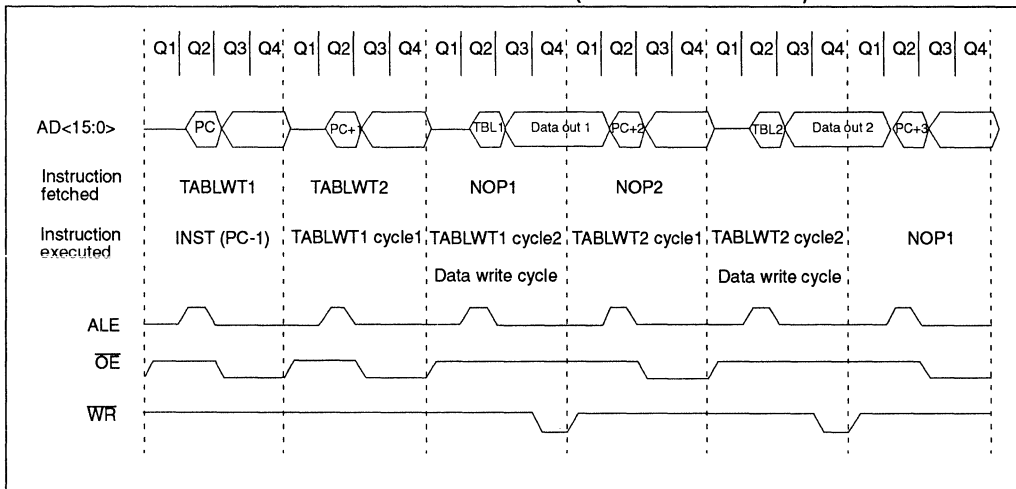 Q1 Q2 Q3 Q4 Q1 Q2 Q3 Q4 Q1 Q2 Q3 Q4 Q1 Q2 Q3 Q4 Q1 Q2 Q3 Q4 Q1 Q2 Q3 Q4
AD<15:0> PC PC+1 TBL1 Data out 1 PC+2 TBL2 Data out 2 PC+3
Instruction
fetched TABLWT1 TABLWT2 NOP1 NOP2
Instruction
executed INST (PC-1) TABLWT1 cycle1 TABLWT1 cycle2 TABLWT2 cycle1 TABLWT2 cycle2 NOP1
Data write cycle Data write cycle
ALE
OE
WR